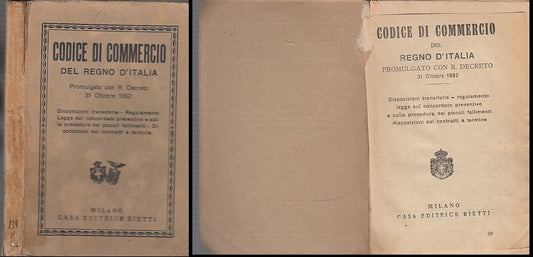 CODICE DI COMMERCIO
DEL REGNO D'ITALIA
Promulgato con R. Decreto
31 Ottobre 1882
Disposizioni transitorie - Regolamento
Legge sul concordato preventivo e sul-
la procedura dei piccoli fallimenti - Di-
sposizioni sui contratti a termine.
MILANO
CASA EDITRICE BIETTI
CODICE DI COMMERCIO
DEL
REGNO D'ITALIA
PROMULGATO CON R. DECRETO
31 Ottobre 1882
Disposizioni transitorie - regolamento
legge sul concordato preventivo
e sulla procedura dei piccoli fallimenti
disposizioni sui contratti a termine
MILANO
CASA EDITRICE BIETTI
58